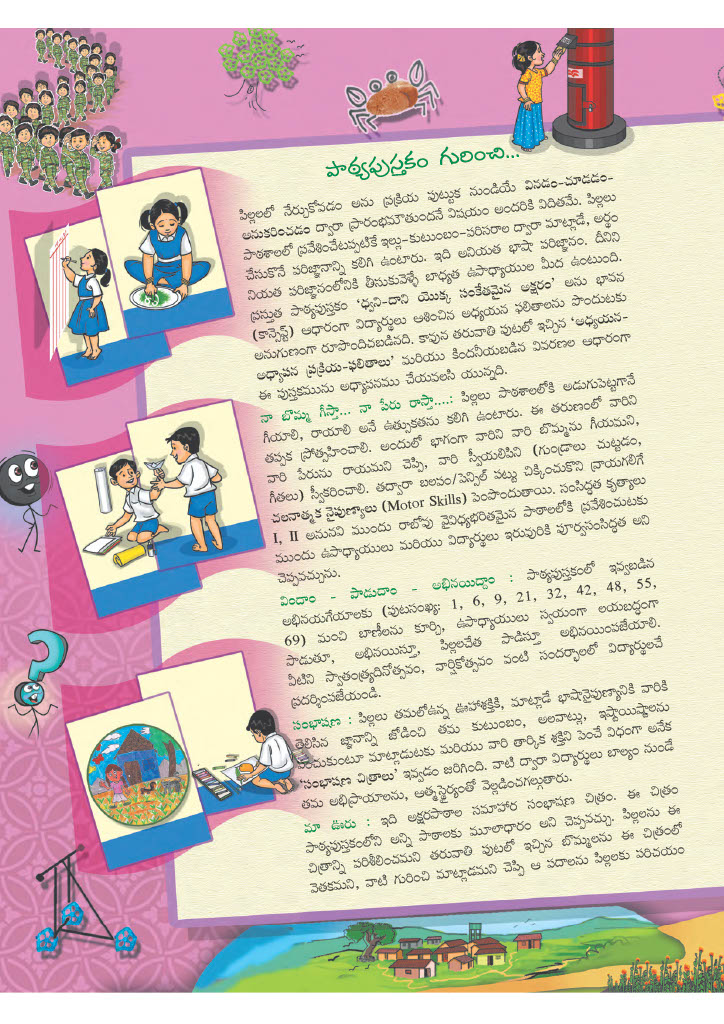 పాఠ్యపుస్తకం గురించి...
పిల్లలలో నేర్చుకోవడం అను ప్రక్రియ పుట్టుక నుండియే వినడం-చూడడం-
అనుకరించడం ద్వారా ప్రారంభమౌతుందనే విషయం అందరికి విదితమే. పిల్లలు
పాఠశాలలో ప్రవేశించేటప్పటికే ఇల్లు-కుటుంబం-పరిసరాల ద్వారా మాట్లాడే, అర్థం
చేసుకొనే పరిజ్ఞానాన్ని కలిగి ఉంటారు. ఇది అనియత భాషా పరిజ్ఞానం. దీనిని
నియత పరిజ్ఞానంలోనికి తీసుకువెళ్ళే బాధ్యత ఉపాధ్యాయుల మీద ఉంటుంది.
ప్రస్తుత పాఠ్యపుస్తకం 'ధ్వని-దాని యొక్క సంకేతమైన అక్షరం' అను భావన
(కాన్సెప్ట్) ఆధారంగా విద్యార్థులు ఆశించిన అధ్యయన ఫలితాలను పొందుటకు
అనుగుణంగా రూపొందించబడినది. కావున తరువాతి పుటలో ఇచ్చిన 'అధ్యయన-
అధ్యాపన ప్రక్రియ-ఫలితాలు' మరియు కిందనీయబడిన వివరణల ఆధారంగా
ఈ పుస్తకమును అధ్యాపనము చేయవలసి యున్నది.
నా బొమ్మ గీస్తా... నా పేరు రాస్తా....: పిల్లలు పాఠశాలలోకి అడుగుపెట్టగానే
గీయాలి, రాయాలి అనే ఉత్సుకతను కలిగి ఉంటారు. ఈ తరుణంలో వారిని
తప్పక ప్రోత్సహించాలి. అందులో భాగంగా వారిని వారి బొమ్మను గీయమని,
వారి పేరును రాయమని చెప్పి, వారి స్వీయలిపిని (గుండ్రాలు చుట్టడం,
గీతలు) స్వీకరించాలి. తద్వారా బలపం/పెన్సిల్ పట్టు చిక్కించుకొని వ్రాయగలిగే
చలనాత్మక నైపుణ్యాలు (Motor Skills) పెంపొందుతాయి. సంసిద్ధత కృత్యాలు
I, II అనునవి ముందు రాబోవు వైవిధ్యభరితమైన పాఠాలలోకి ప్రవేశించుటకు
ముందు ఉపాధ్యాయులు మరియు విద్యార్థులు ఇరువురికి పూర్వసంసిద్ధత అని
చెప్పవచ్చును.
విందాం - పాడుదాం - అభినయిద్దాం : పాఠ్యపుస్తకంలో ఇవ్వబడిన
అభినయగేయాలకు (పుటసంఖ్య: 1, 6, 9, 21, 32, 42, 48, 55,
69) మంచి బాణీలను కూర్చి, ఉపాధ్యాయులు స్వయంగా లయబద్ధంగా
పాడుతూ, అభినయిస్తూ, పిల్లలచేత పాడిస్తూ అభినయింపజేయాలి.
వీటిని స్వాతంత్ర్యదినోత్సవం, వార్షికోత్సవం వంటి సందర్భాలలో విద్యార్థులచే
ప్రదర్శింపజేయండి.
సంభాషణ : పిల్లలు తమలోఉన్న ఊహాశక్తికి, మాట్లాడే భాషానైపుణ్యానికి వారికి
తెలిసిన జ్ఞానాన్ని జోడించి తమ కుటుంబం, అలవాట్లు, ఇష్టాయిష్టాలను
పంచుకుంటూ మాట్లాడుటకు మరియు వారి తార్కిక శక్తిని పెంచే విధంగా అనేక
'సంభాషణ చిత్రాలు' ఇవ్వడం జరిగింది. వాటి ద్వారా విద్యార్థులు బాల్యం నుండే
తమ అభిప్రాయాలను, ఆత్మస్థైర్యంతో వెల్లడించగల్గుతారు.
మా ఊరు : ఇది అక్షరపాఠాల సమాహార సంభాషణ చిత్రం. ఈ చిత్రం
పాఠ్యపుస్తకంలోని అన్ని పాఠాలకు మూలాధారం అని చెప్పవచ్చు. పిల్లలను ఈ
చిత్రాన్ని పరిశీలించమని తరువాతి పుటలో ఇచ్చిన బొమ్మలను ఈ చిత్రంలో
వెతకమని, వాటి గురించి మాట్లాడమని చెప్పి ఆ పదాలను పిల్లలకు పరిచయం